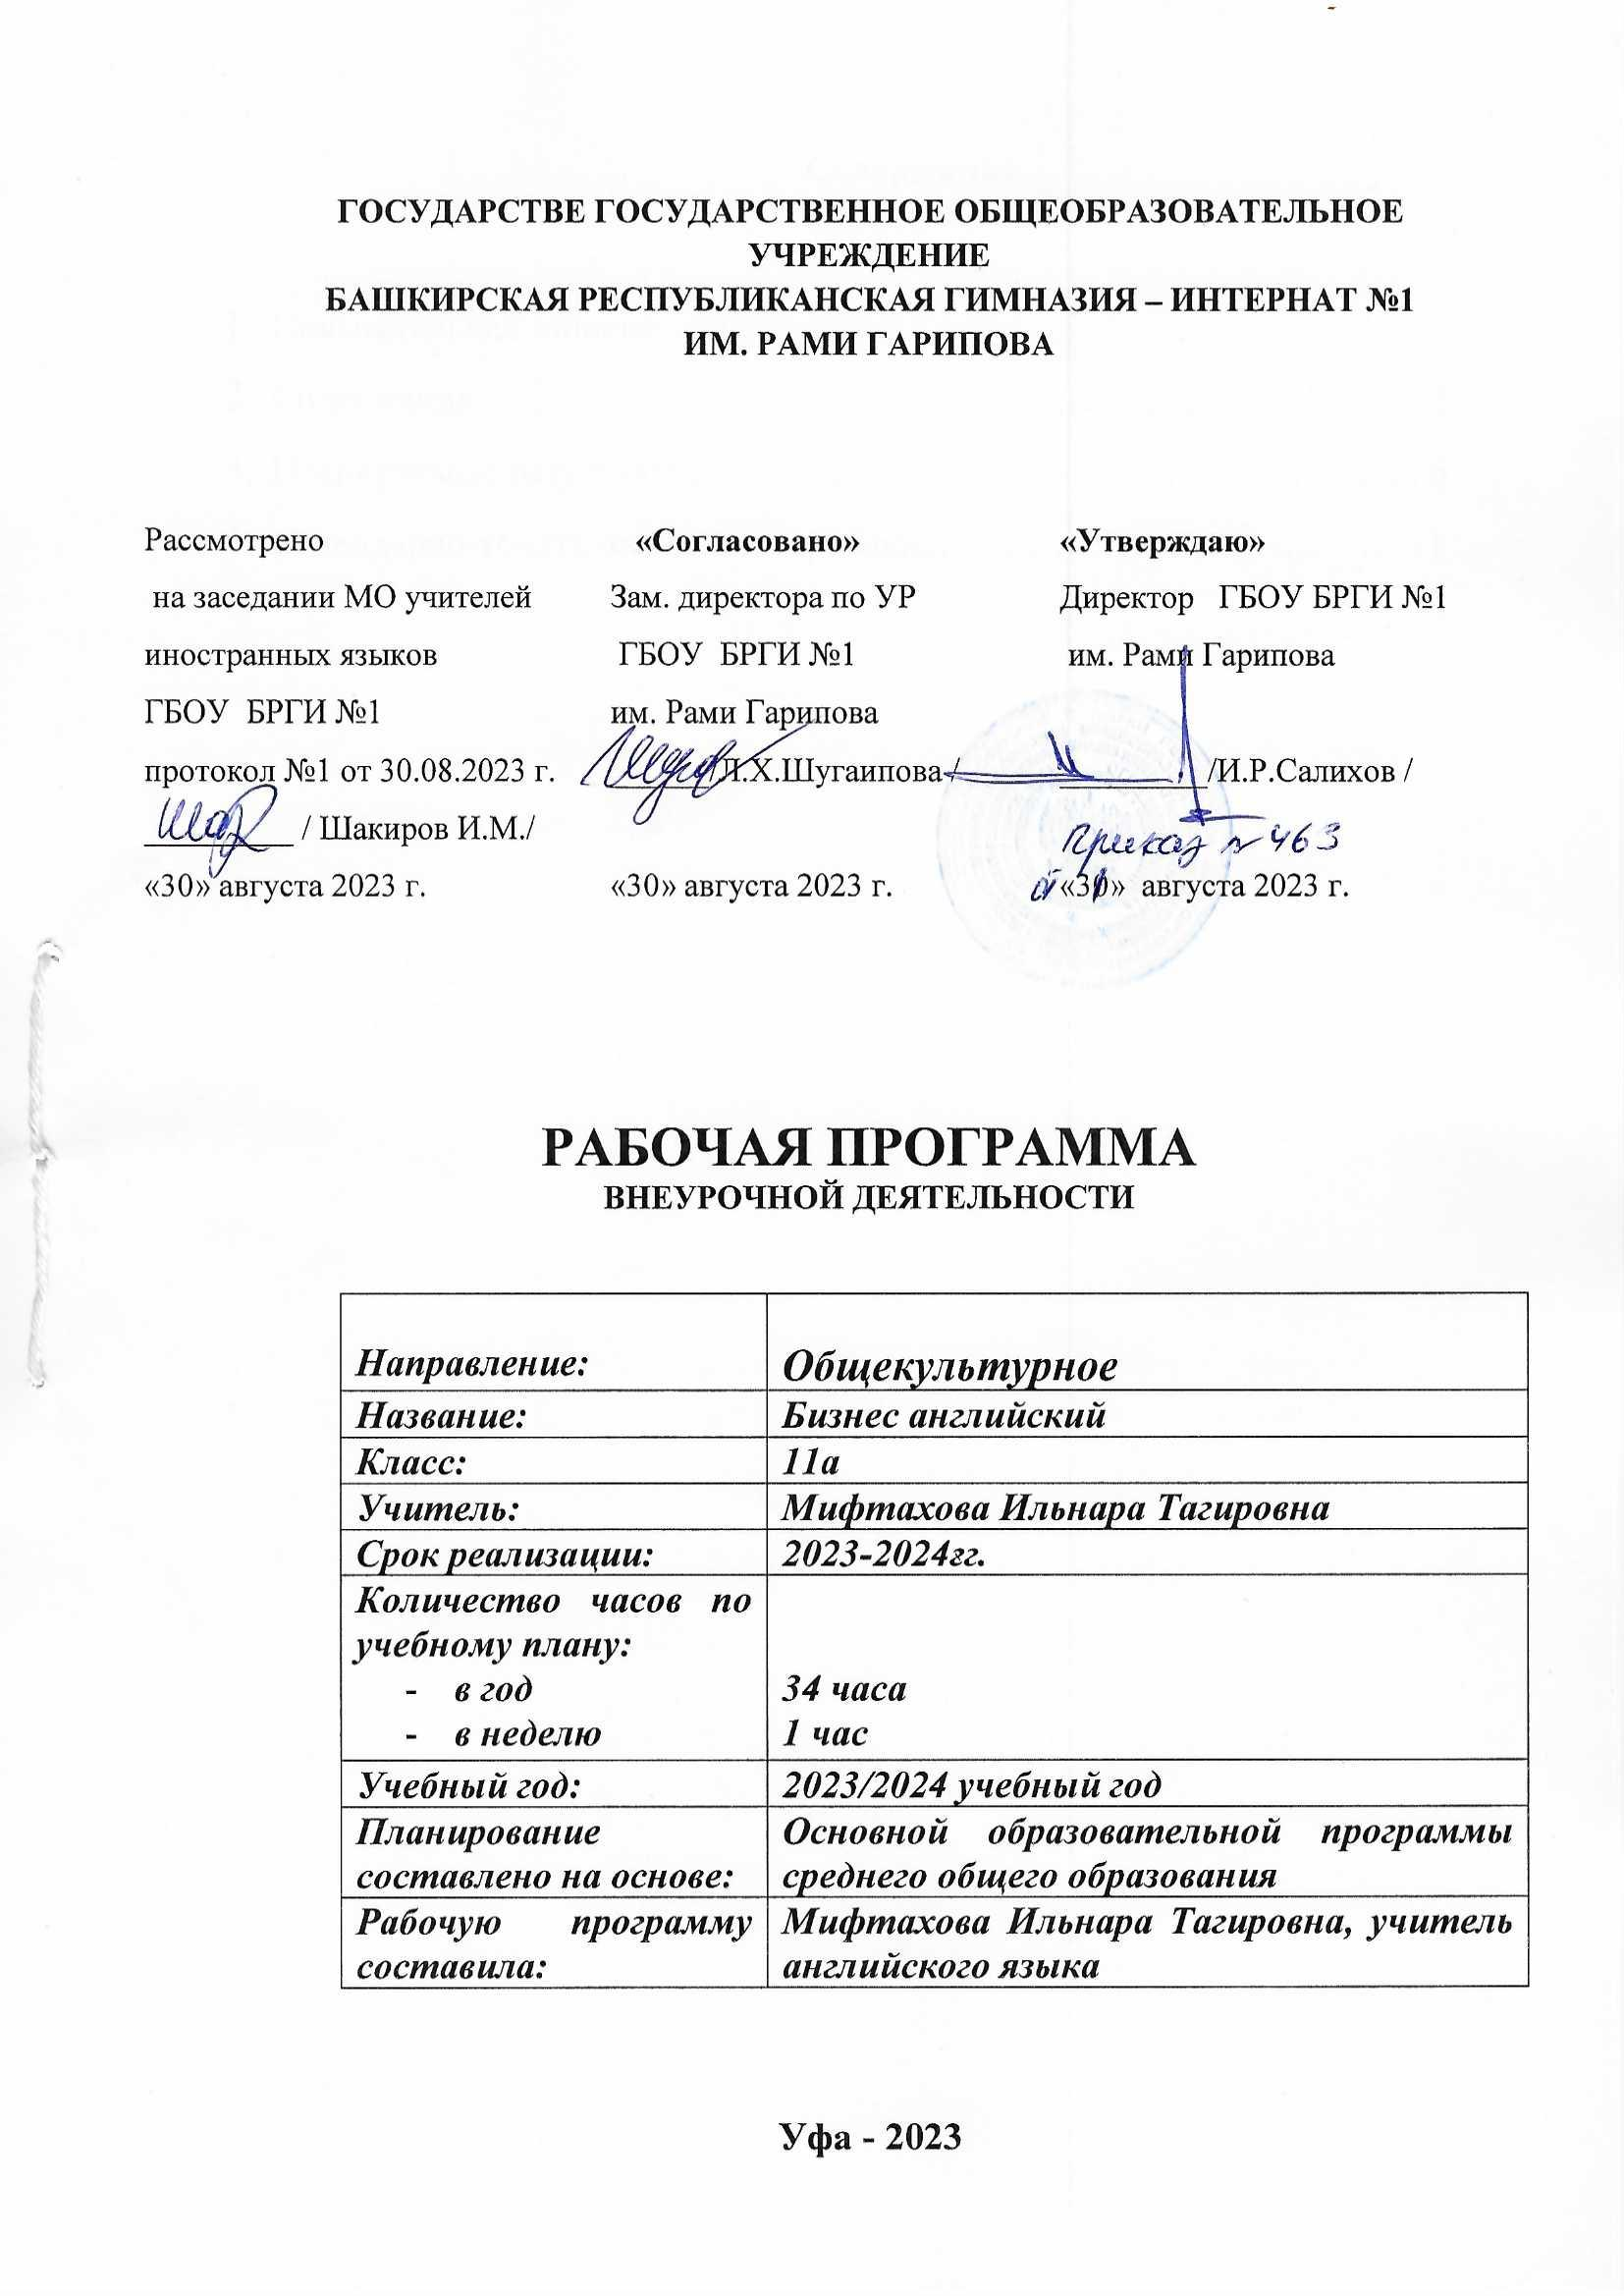 ГОСУДАРСТВЕ ГОСУДАРСТВЕННОЕ ОБЩЕОБРАЗОВАТЕЛЬНОЕ
УЧРЕЖДЕНИЕ
БАШКИРСКАЯ РЕСПУБЛИКАНСКАЯ ГИМНАЗИЯ – ИНТЕРНАТ №1
ИМ. РАМИ ГАРИПОВА
Рассмотрено
на заседании МО учителей
иностранных языков
ГБОУ БРГИ №1
протокол №1 от 30.08.2023 г.
/ Шакиров И.М./
«30» августа 2023 г.
«Согласовано»
Зам. директора по УР
ГБОУ БРГИ №1
им. Рами Гарипова
/Л.Х.Шугаипова /
«30» августа 2023 г.
«Утверждаю»
Директор ГБОУ БРГИ №1
им. Рами Гарипова
/И.Р.Салихов /
Приказ №463
от «31» августа 2023 г.
РАБОЧАЯ ПРОГРАММА
ВНЕУРОЧНОЙ ДЕЯТЕЛЬНОСТИ
Направление: Общекультурное
Название: Бизнес английский
Класс: 11а
Учитель: Мифтахова Ильнара Тагировна
Срок реализации: 2023-2024гг.
Количество часов по
учебному плану:
- в год 34 часа
- в неделю 1 час
Учебный год: 2023/2024 учебный год
Планирование
составлено на основе:
Основной образовательной программы
среднего общего образования
Рабочую программу
составила:
Мифтахова Ильнара Тагировна, учитель
английского языка
Уфа - 2023